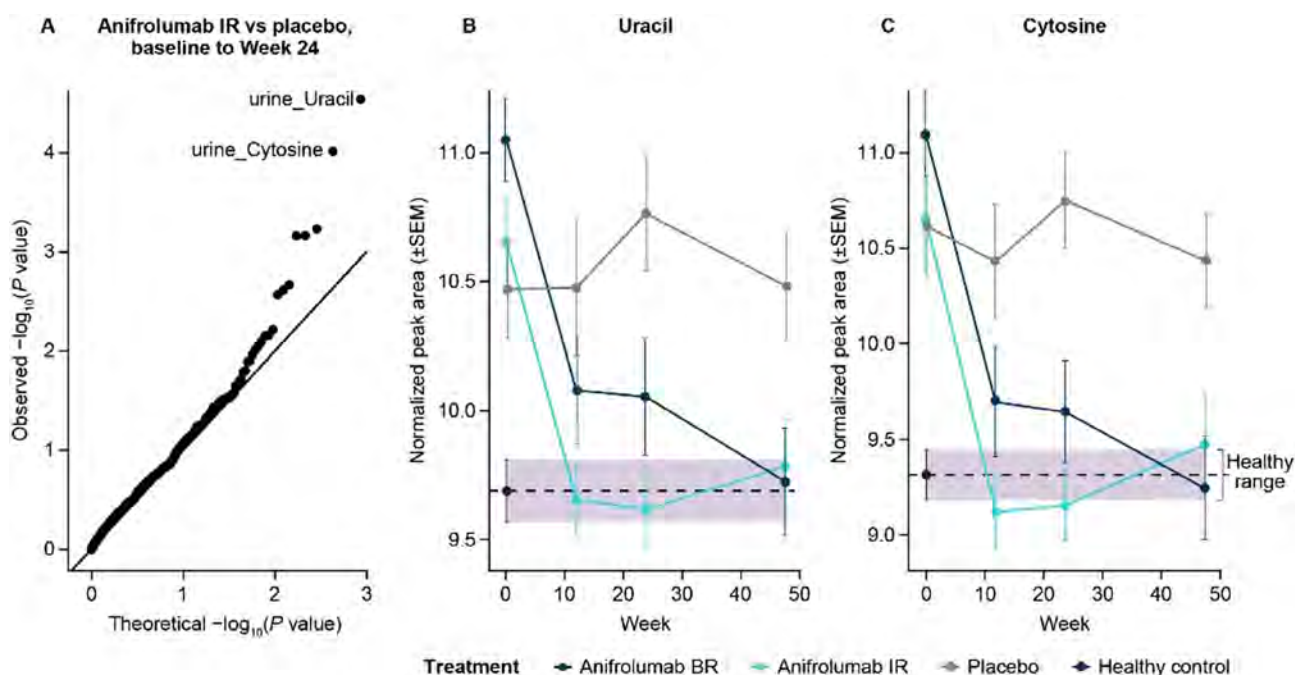 A
Anifrolumab IR vs placebo,
baseline to Week 24
Observed −log10(P value)
4
3
2
1
0
urine_Uracil
urine_Cytosine
0 1 2 3
Theoretical −log10(P value)
B
Uracil
Normalized peak area (±SEM)
11.0
10.5
10.0
9.5
0 10 20 30 40 50
Week
C
Cytosine
Normalized peak area (±SEM)
11.0
10.5
10.0
9.5
9.0
Healthy
range
0 10 20 30 40 50
Week
Treatment Anifrolumab BR Anifrolumab IR Placebo Healthy control